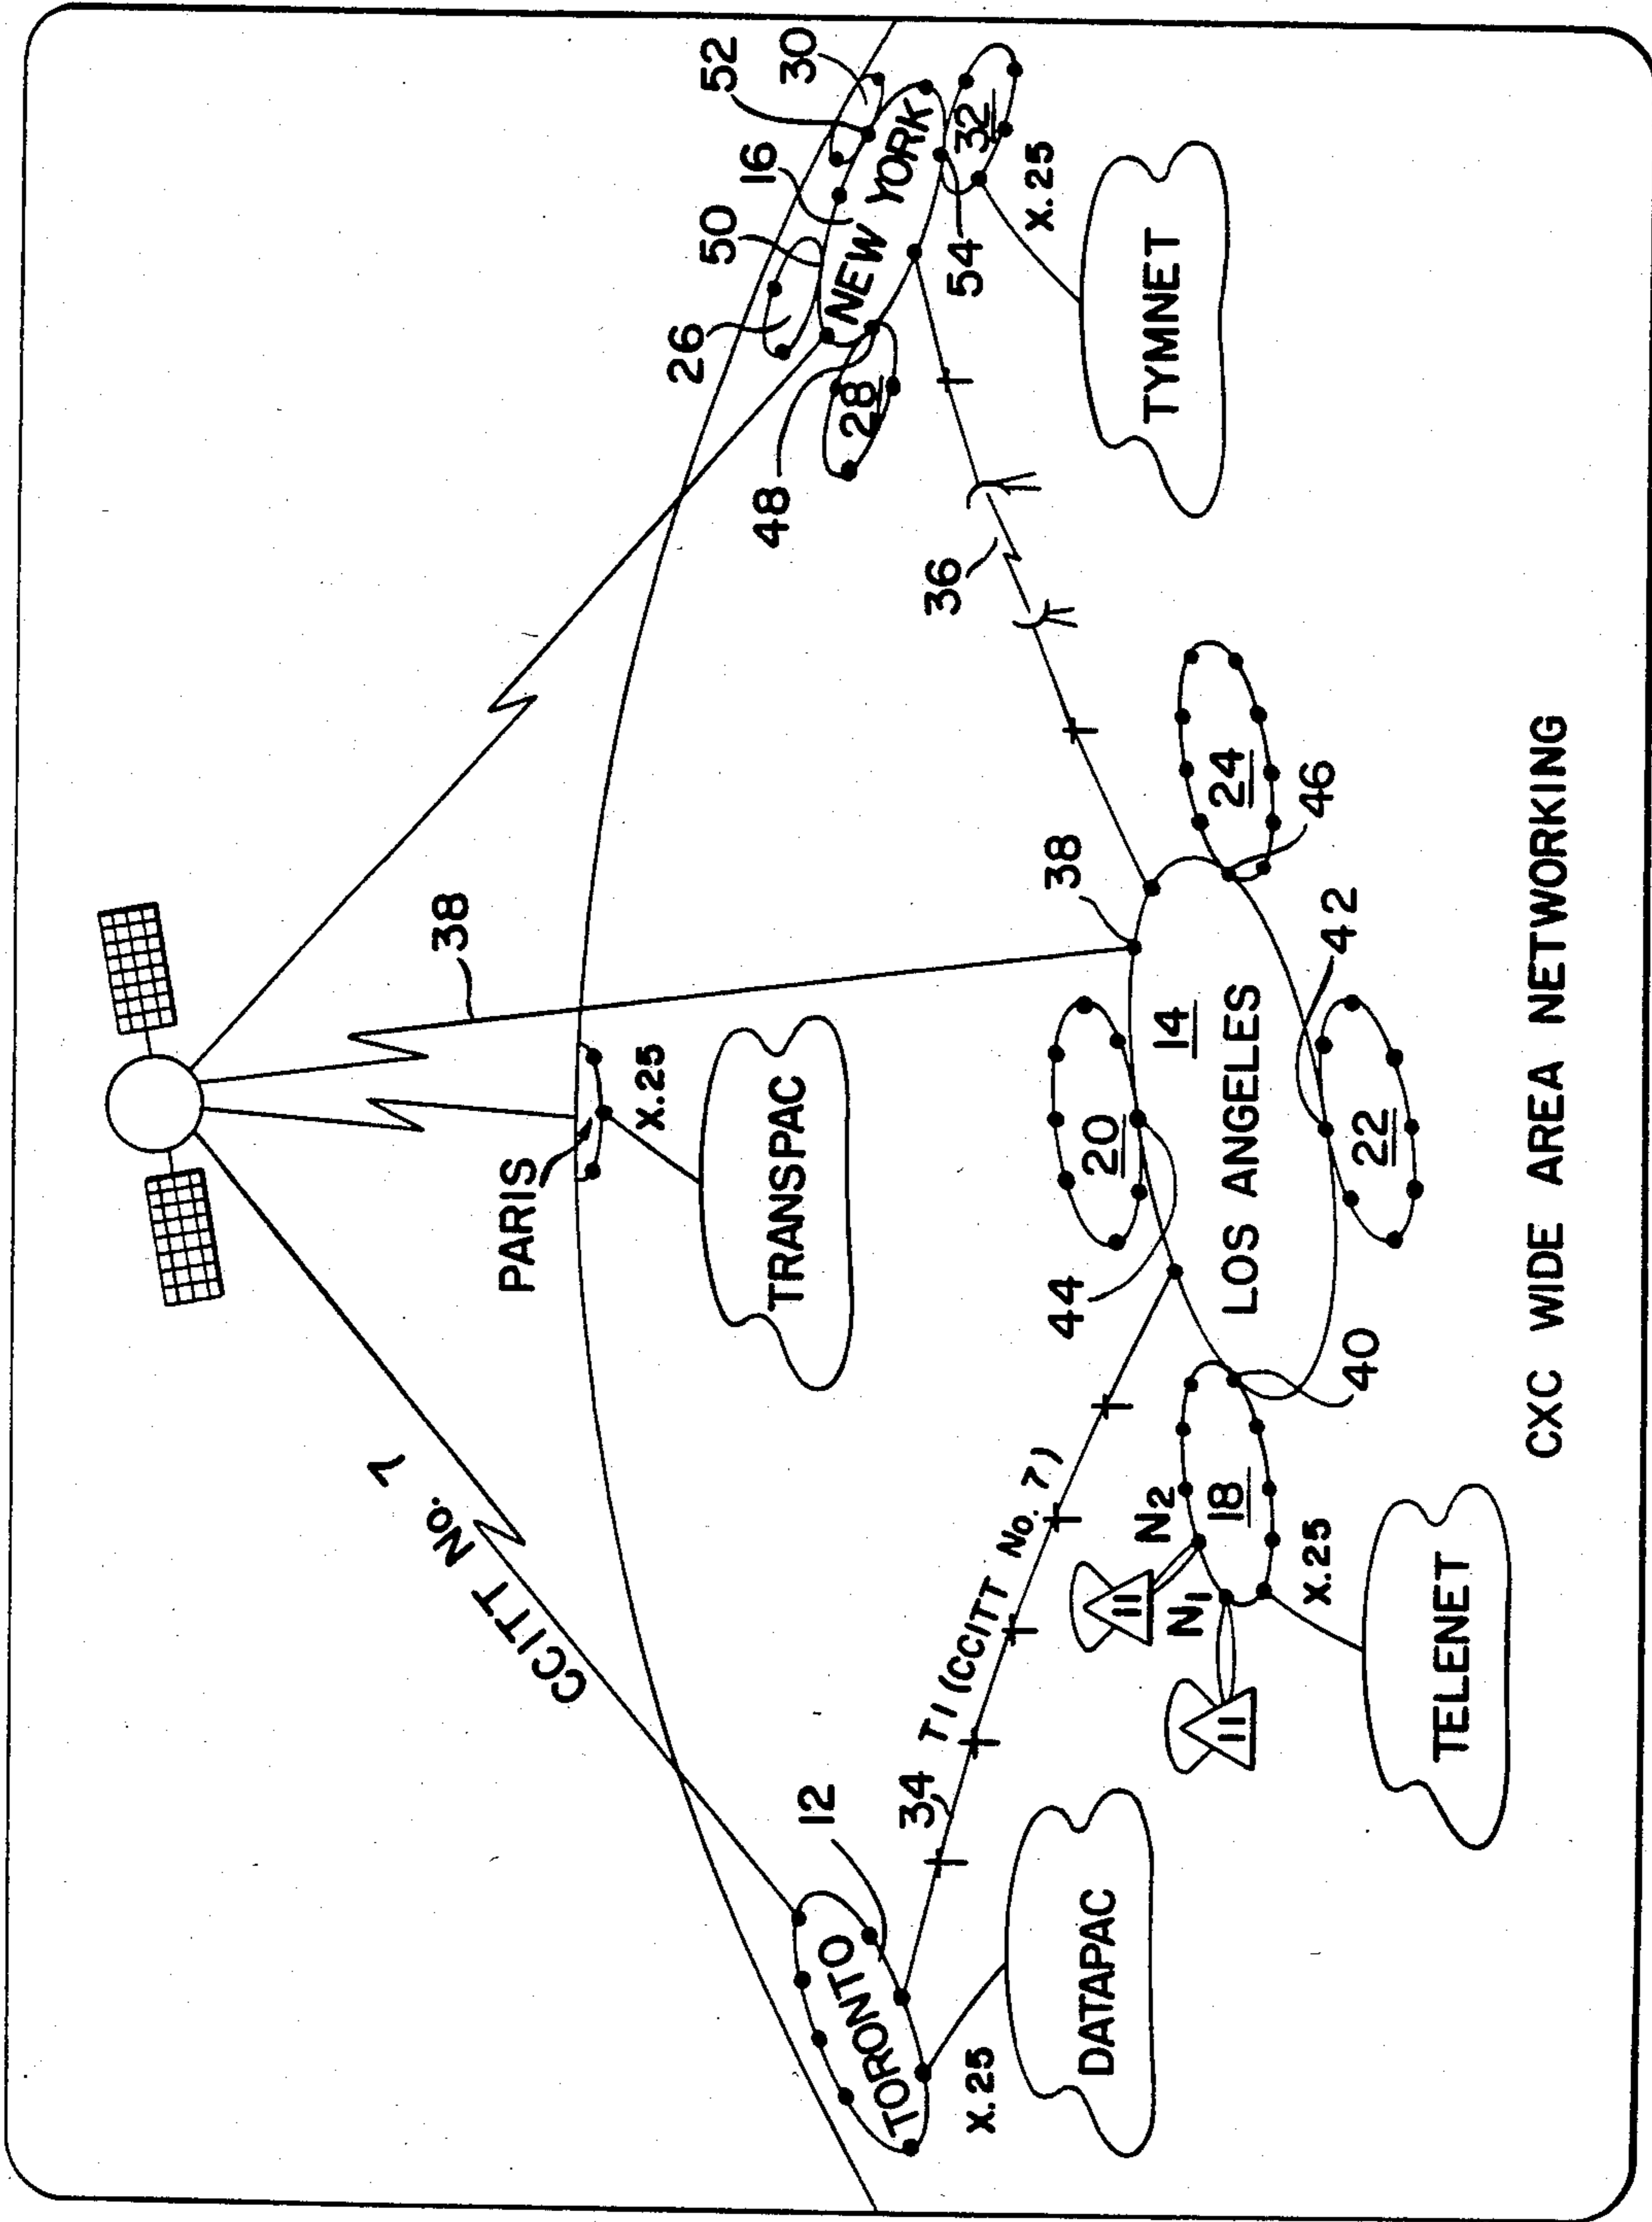 CCITT No. 7
38
PARIS
X.25
TRANSPAC
26
50
16
52
30
NEW YORK
28
32
48
54
X.25
TYMNET
36
12
TORONTO
X.25
DATAPAC
34
T1 (CCITT No. 7)
44
20
38
14
LOS ANGELES
24
46
42
22
40
N2
N1
11
11
18
X.25
TELENET
CXC WIDE AREA NETWORKING